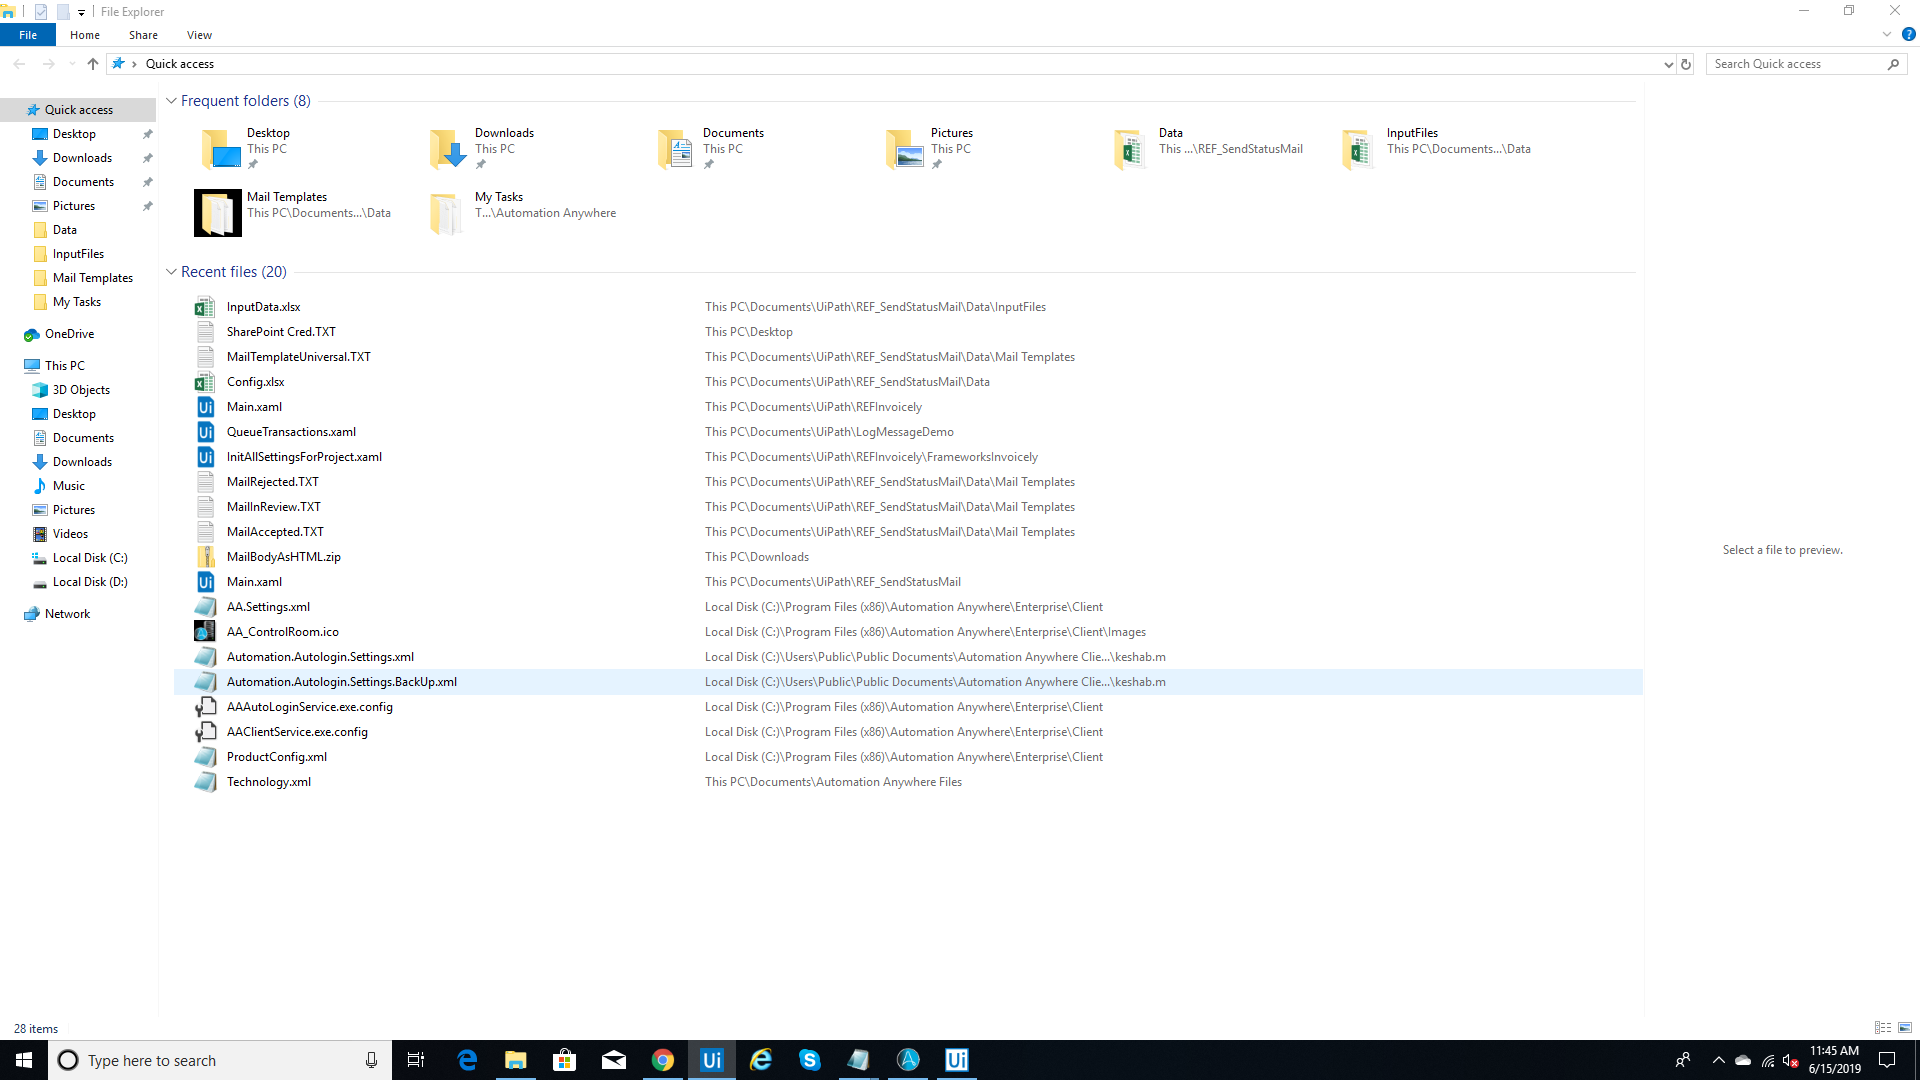 File Explorer
File Home Share View
Quick access
Search Quick access
Quick access
Desktop
Downloads
Documents
Pictures
Data
InputFiles
Mail Templates
My Tasks
OneDrive
This PC
3D Objects
Desktop
Documents
Downloads
Music
Pictures
Videos
Local Disk (C:)
Local Disk (D:)
Network
Frequent folders (8)
Desktop
This PC
Downloads
This PC
Documents
This PC
Pictures
This PC
Data
This ...\REF_SendStatusMail
InputFiles
This PC\Documents...\Data
Mail Templates
This PC\Documents...\Data
My Tasks
T...\Automation Anywhere
Recent files (20)
InputData.xlsx This PC\Documents\UiPath\REF_SendStatusMail\Data\InputFiles
SharePoint Cred.TXT This PC\Desktop
MailTemplateUniversal.TXT This PC\Documents\UiPath\REF_SendStatusMail\Data\Mail Templates
Config.xlsx This PC\Documents\UiPath\REF_SendStatusMail\Data
Main.xaml This PC\Documents\UiPath\REFInvoicely
QueueTransactions.xaml This PC\Documents\UiPath\LogMessageDemo
InitAllSettingsForProject.xaml This PC\Documents\UiPath\REFInvoicely\FrameworksInvoicely
MailRejected.TXT This PC\Documents\UiPath\REF_SendStatusMail\Data\Mail Templates
MailInReview.TXT This PC\Documents\UiPath\REF_SendStatusMail\Data\Mail Templates
MailAccepted.TXT This PC\Documents\UiPath\REF_SendStatusMail\Data\Mail Templates
MailBodyAsHTML.zip This PC\Downloads
Main.xaml This PC\Documents\UiPath\REF_SendStatusMail
AA.Settings.xml Local Disk (C:)\Program Files (x86)\Automation Anywhere\Enterprise\Client
AA_ControlRoom.ico Local Disk (C:)\Program Files (x86)\Automation Anywhere\Enterprise\Client\Images
Automation.Autologin.Settings.xml Local Disk (C:)\Users\Public\Public Documents\Automation Anywhere Clie...\keshab.m
Automation.Autologin.Settings.BackUp.xml Local Disk (C:)\Users\Public\Public Documents\Automation Anywhere Clie...\keshab.m
AAAutoLoginService.exe.config Local Disk (C:)\Program Files (x86)\Automation Anywhere\Enterprise\Client
AAClientService.exe.config Local Disk (C:)\Program Files (x86)\Automation Anywhere\Enterprise\Client
ProductConfig.xml Local Disk (C:)\Program Files (x86)\Automation Anywhere\Enterprise\Client
Technology.xml This PC\Documents\Automation Anywhere Files
Select a file to preview.
28 items
Type here to search
Ui
Ui
11:45 AM
6/15/2019